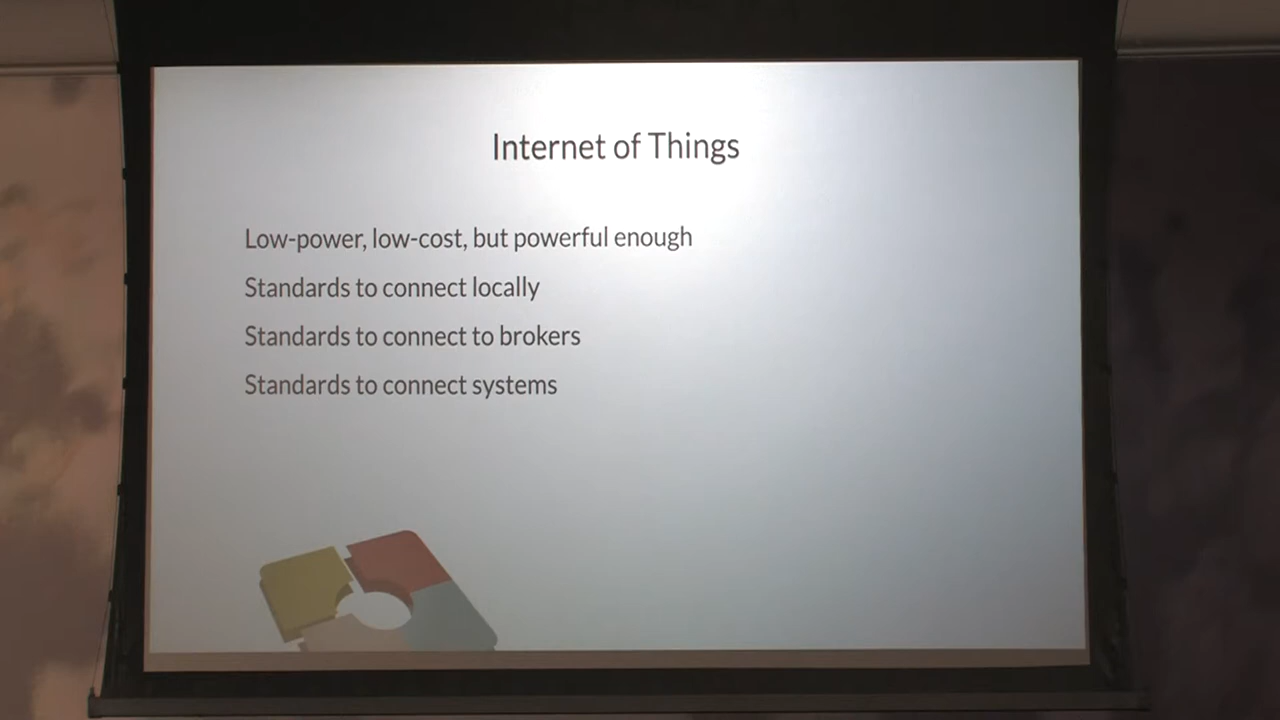 Internet of Things
Low-power, low-cost, but powerful enough
Standards to connect locally
Standards to connect to brokers
Standards to connect systems